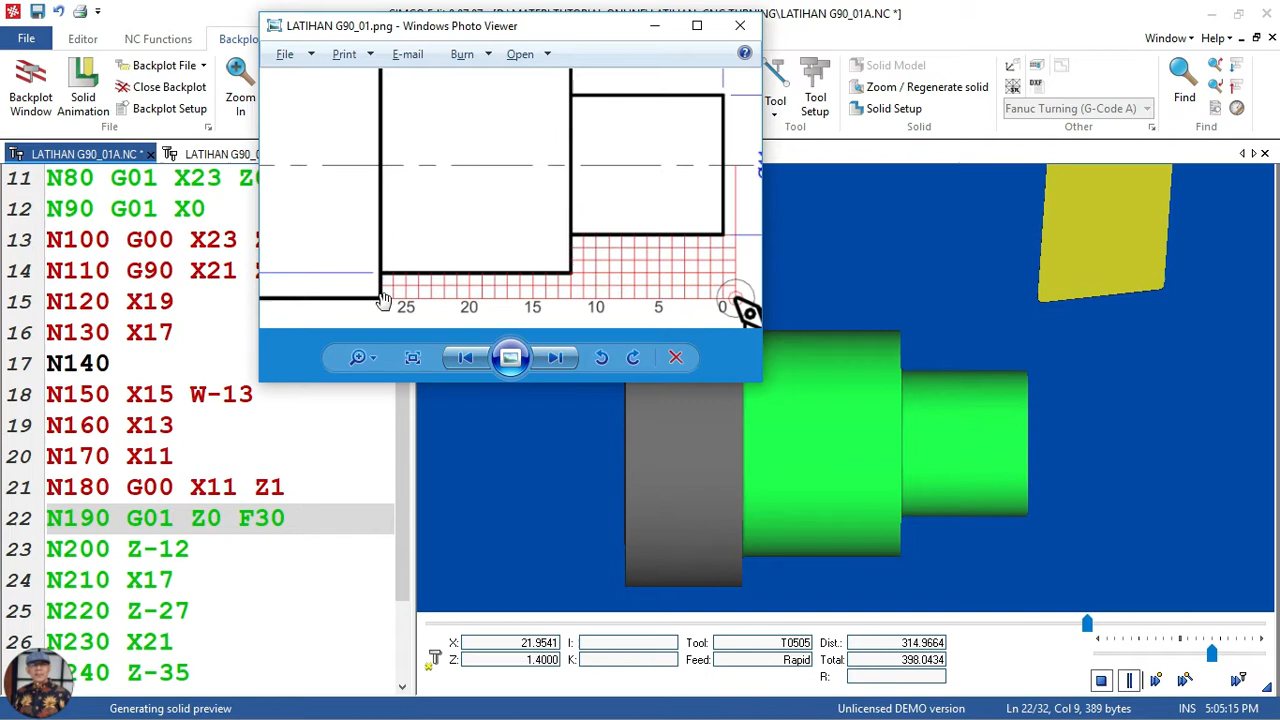 LATIHAN G90_01.png - Windows Photo Viewer
File Print E-mail Burn Open
LATIHAN G90_01A.NC *]
File Editor NC Functions Backplo
Window Help
Backplot Window
Solid Animation
Backplot File
Close Backplot
Backplot Setup
File
Zoom In
Tool
Tool Setup
Tool
Solid Model
Zoom / Regenerate solid
Solid Setup
Solid
Fanuc Turning (G-Code A)
Other
Find
Find
LATIHAN G90_01A.NC *
LATIHAN G90_0
11 N80 G01 X23 Z
12 N90 G01 X0
13 N100 G00 X23
14 N110 G90 X21
15 N120 X19
16 N130 X17
17 N140
18 N150 X15 W-13
19 N160 X13
20 N170 X11
21 N180 G00 X11 Z1
22 N190 G01 Z0 F30
23 N200 Z-12
24 N210 X17
25 N220 Z-27
26 N230 X21
240 Z-35
25 20 15 10 5 0
X: 21.9541 I: Tool: T0505 Dist.: 314.9664
Z: 1.4000 K: Feed: Rapid Total: 398.0434
R:
Generating solid preview
Unlicensed DEMO version
Ln 22/32, Col 9, 389 bytes
INS
5:05:15 PM